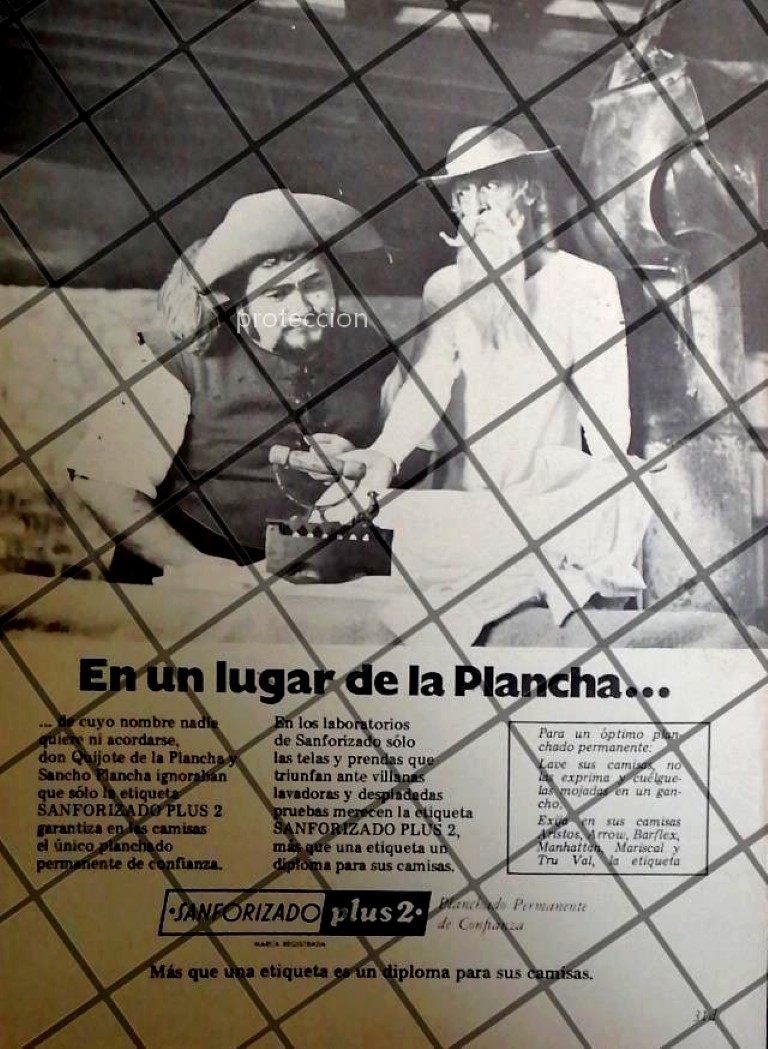 proteccion
En un lugar de la Plancha...
... de cuyo nombre nadie
quiere ni acordarse,
don Quijote de la Plancha y
Sancho Plancha ignoraban
que sólo la etiqueta
SANFORIZADO PLUS 2
garantiza en las camisas
el único planchado
permanente de confianza.
En los laboratorios
de Sanforizado sólo
las telas y prendas que
triunfan ante villanas
lavadoras y despiadadas
pruebas merecen la etiqueta
SANFORIZADO PLUS 2,
más que una etiqueta un
diploma para sus camisas.
Para un óptimo plan-
chado permanente:
Lave sus camisas, no
las exprima y cuélgue-
las mojadas en un gan-
cho.
Exija en sus camisas
Aristos, Arrow, Barflex,
Manhattan, Mariscal y
Tru Val, la etiqueta
·SANFORIZADO plus2·
MARCA REGISTRADA
Planchado Permanente
de Confianza
Más que una etiqueta es un diploma para sus camisas.